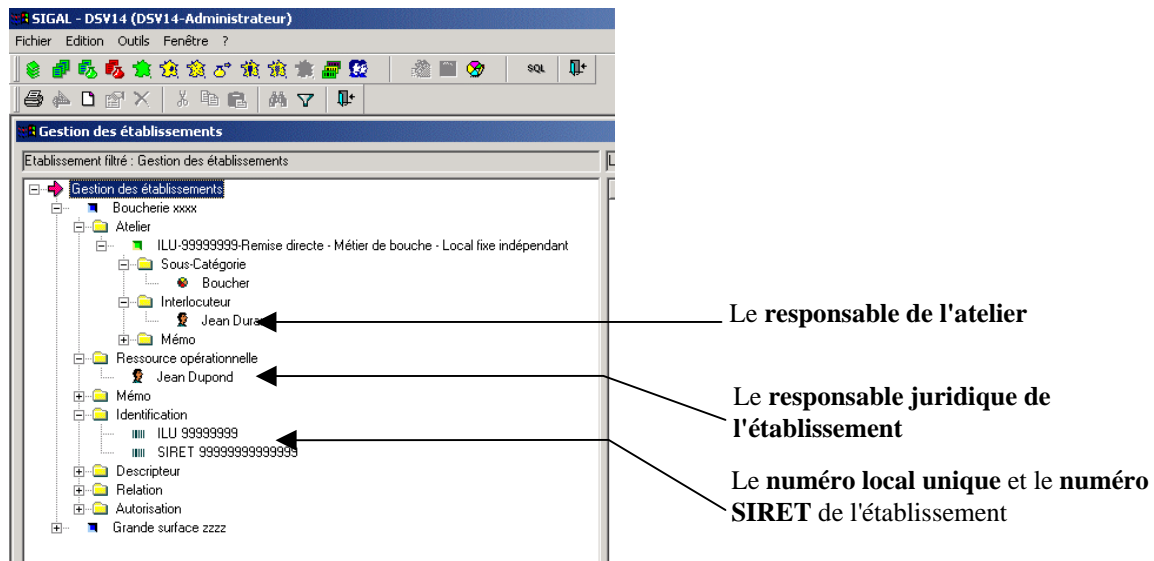 SIGAL - DSV14 (DSV14-Administrateur)
Fichier Edition Outils Fenêtre ?
SQL
Gestion des établissements
Etablissement filtré : Gestion des établissements
Gestion des établissements
Boucherie xxxx
Atelier
ILU-99999999-Remise directe - Métier de bouche - Local fixe indépendant
Sous-Catégorie
Boucher
Interlocuteur
Jean
Mémo
Ressource opérationnelle
Jean Dupond
Mémo
Identification
ILU 99999999
SIRET 99999999999999
Descripteur
Relation
Autorisation
Grande surface zzzz
Le responsable de l'atelier
Le responsable juridique de
l'établissement
Le numéro local unique et le numéro
SIRET de l'établissement